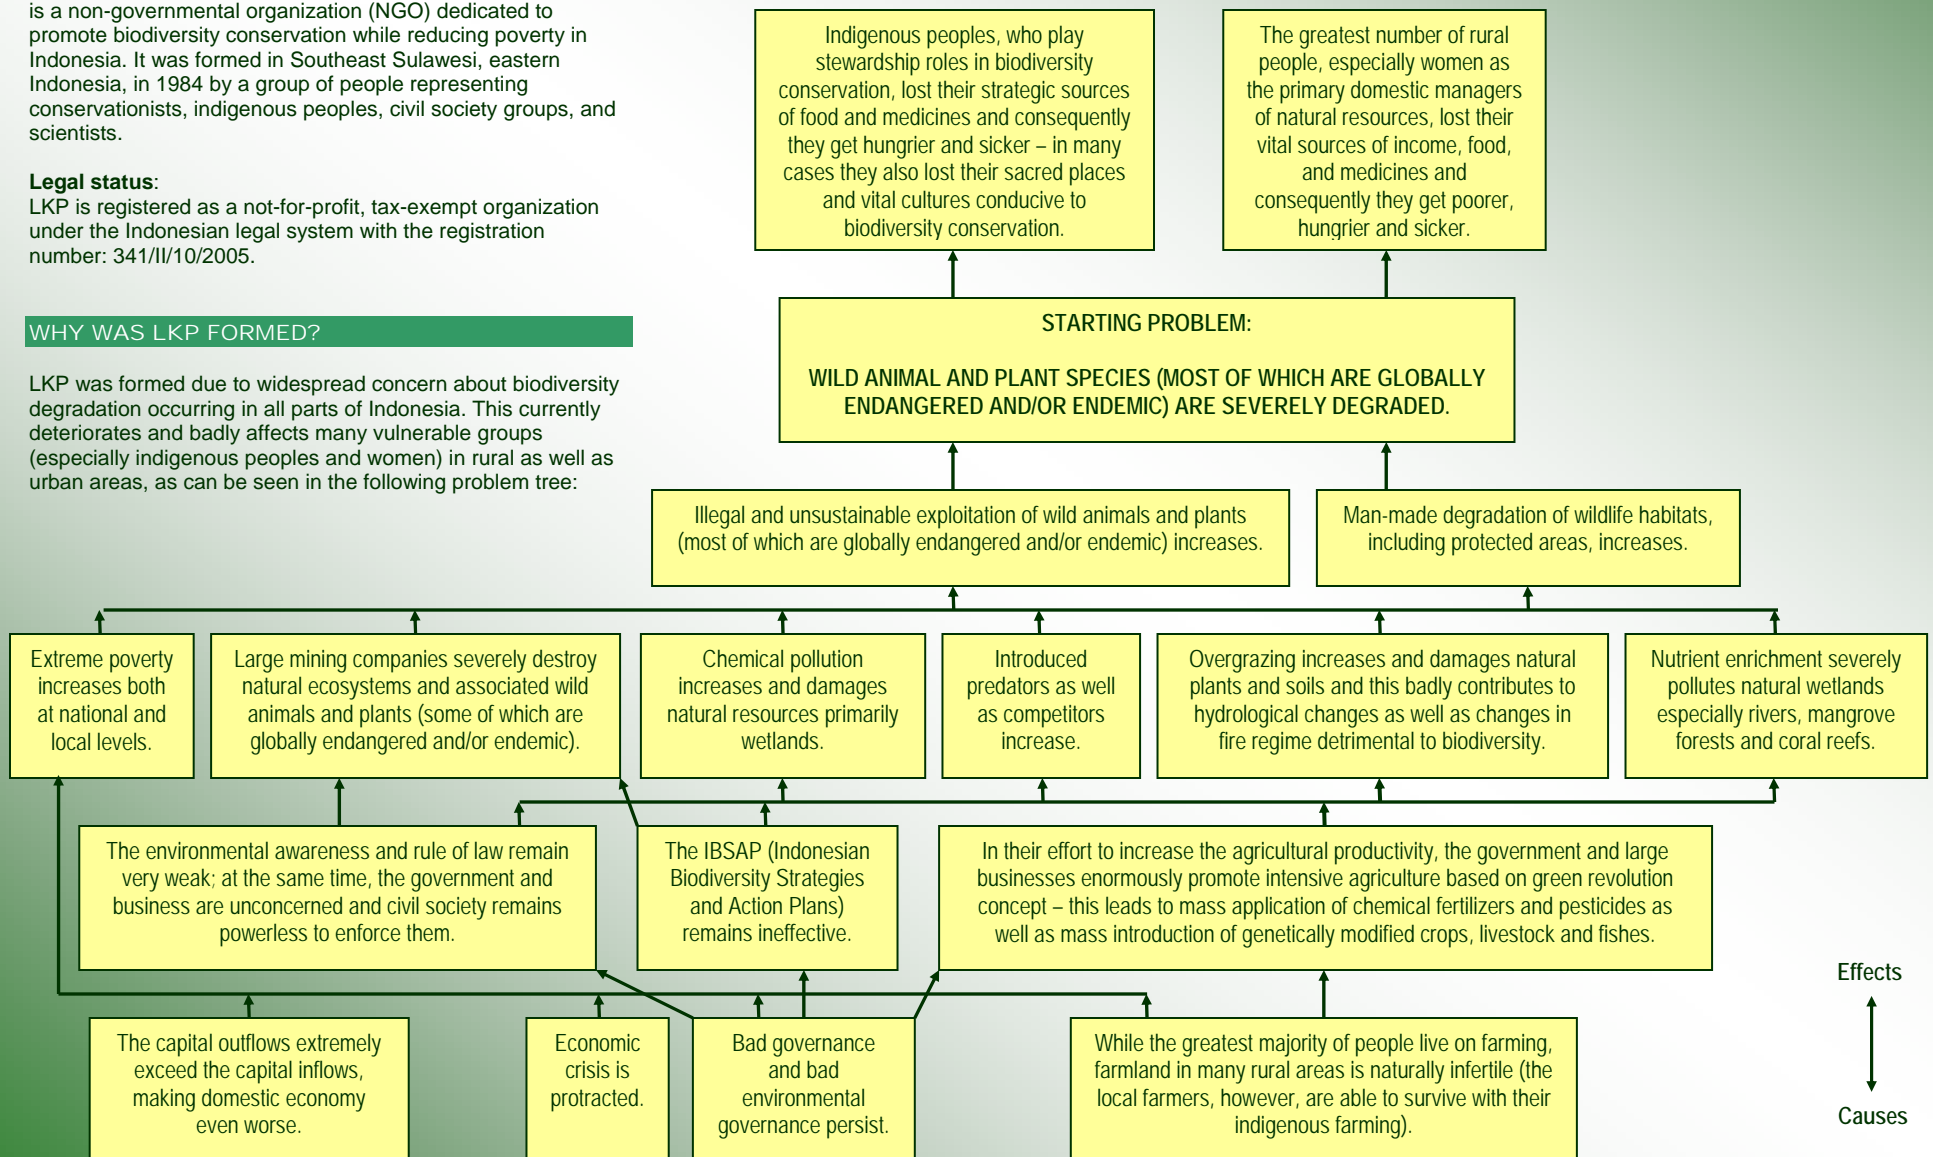 is a non-governmental organization (NGO) dedicated to
promote biodiversity conservation while reducing poverty in
Indonesia. It was formed in Southeast Sulawesi, eastern
Indonesia, in 1984 by a group of people representing
conservationists, indigenous peoples, civil society groups, and
scientists.
Legal status:
LKP is registered as a not-for-profit, tax-exempt organization
under the Indonesian legal system with the registration
number: 341/II/10/2005.
WHY WAS LKP FORMED?
LKP was formed due to widespread concern about biodiversity
degradation occurring in all parts of Indonesia. This currently
deteriorates and badly affects many vulnerable groups
(especially indigenous peoples and women) in rural as well as
urban areas, as can be seen in the following problem tree:
Indigenous peoples, who play
stewardship roles in biodiversity
conservation, lost their strategic sources
of food and medicines and consequently
they get hungrier and sicker – in many
cases they also lost their sacred places
and vital cultures conducive to
biodiversity conservation.
The greatest number of rural
people, especially women as
the primary domestic managers
of natural resources, lost their
vital sources of income, food,
and medicines and
consequently they get poorer,
hungrier and sicker.
STARTING PROBLEM:
WILD ANIMAL AND PLANT SPECIES (MOST OF WHICH ARE GLOBALLY
ENDANGERED AND/OR ENDEMIC) ARE SEVERELY DEGRADED.
Illegal and unsustainable exploitation of wild animals and plants
(most of which are globally endangered and/or endemic) increases.
Man-made degradation of wildlife habitats,
including protected areas, increases.
Extreme poverty
increases both
at national and
local levels.
Large mining companies severely destroy
natural ecosystems and associated wild
animals and plants (some of which are
globally endangered and/or endemic).
Chemical pollution
increases and damages
natural resources primarily
wetlands.
Introduced
predators as well
as competitors
increase.
Overgrazing increases and damages natural
plants and soils and this badly contributes to
hydrological changes as well as changes in
fire regime detrimental to biodiversity.
Nutrient enrichment severely
pollutes natural wetlands
especially rivers, mangrove
forests and coral reefs.
The environmental awareness and rule of law remain
very weak; at the same time, the government and
business are unconcerned and civil society remains
powerless to enforce them.
The IBSAP (Indonesian
Biodiversity Strategies
and Action Plans)
remains ineffective.
In their effort to increase the agricultural productivity, the government and large
businesses enormously promote intensive agriculture based on green revolution
concept – this leads to mass application of chemical fertilizers and pesticides as
well as mass introduction of genetically modified crops, livestock and fishes.
The capital outflows extremely
exceed the capital inflows,
making domestic economy
even worse.
Economic
crisis is
protracted.
Bad governance
and bad
environmental
governance persist.
While the greatest majority of people live on farming,
farmland in many rural areas is naturally infertile (the
local farmers, however, are able to survive with their
indigenous farming).
Effects
Causes